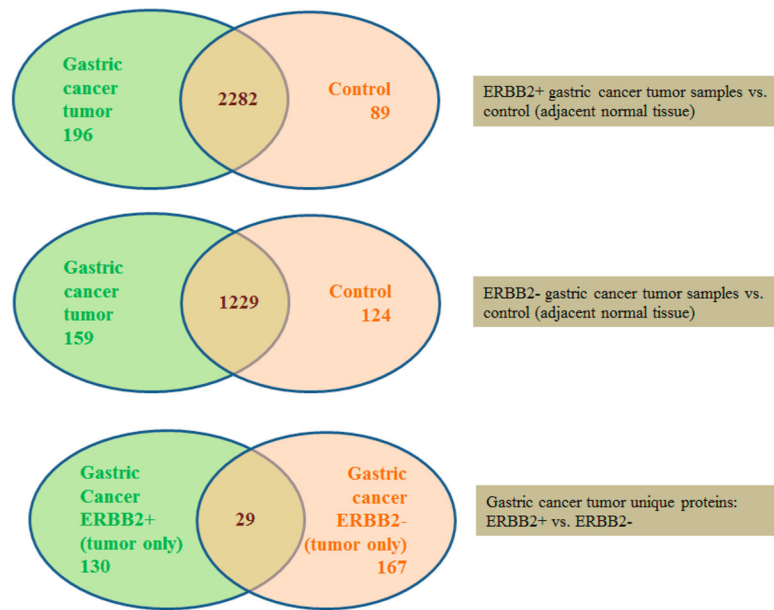 Gastric
cancer
tumor
196
2282
Control
89
ERBB2+ gastric cancer tumor samples vs.
control (adjacent normal tissue)
Gastric
cancer
tumor
159
1229
Control
124
ERBB2- gastric cancer tumor samples vs.
control (adjacent normal tissue)
Gastric
Cancer
ERBB2+
(tumor only)
130
29
Gastric
cancer
ERBB2-
(tumor only)
167
Gastric cancer tumor unique proteins:
ERBB2+ vs. ERBB2-